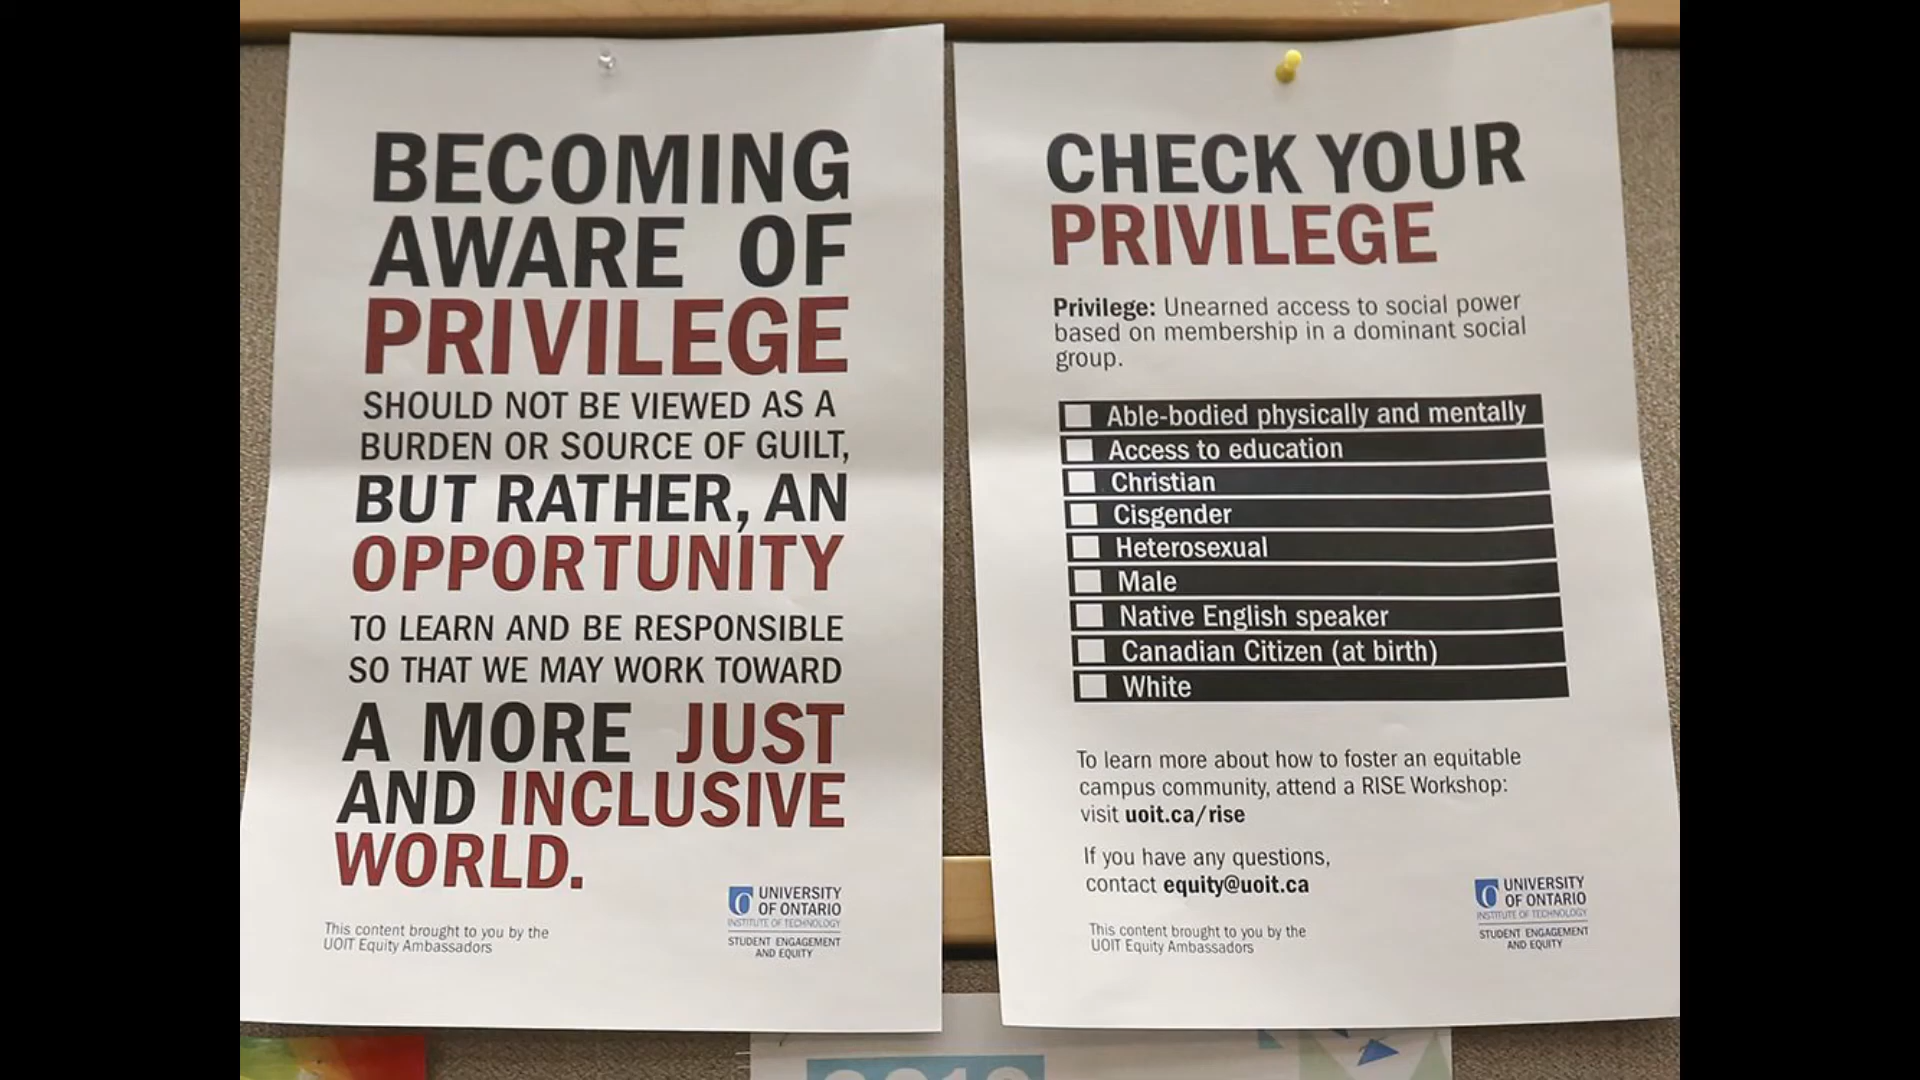 BECOMING
AWARE OF
PRIVILEGE
SHOULD NOT BE VIEWED AS A
BURDEN OR SOURCE OF GUILT,
BUT RATHER, AN
OPPORTUNITY
TO LEARN AND BE RESPONSIBLE
SO THAT WE MAY WORK TOWARD
A MORE JUST
AND INCLUSIVE
WORLD.
This content brought to you by the
UOIT Equity Ambassadors
UNIVERSITY
OF ONTARIO
INSTITUTE OF TECHNOLOGY
STUDENT ENGAGEMENT
AND EQUITY
CHECK YOUR
PRIVILEGE
Privilege: Unearned access to social power
based on membership in a dominant social
group.
Able-bodied physically and mentally
Access to education
Christian
Cisgender
Heterosexual
Male
Native English speaker
Canadian Citizen (at birth)
White
To learn more about how to foster an equitable
campus community, attend a RISE Workshop:
visit uoit.ca/rise
If you have any questions,
contact equity@uoit.ca
This content brought to you by the
UOIT Equity Ambassadors
UNIVERSITY
OF ONTARIO
INSTITUTE OF TECHNOLOGY
STUDENT ENGAGEMENT
AND EQUITY